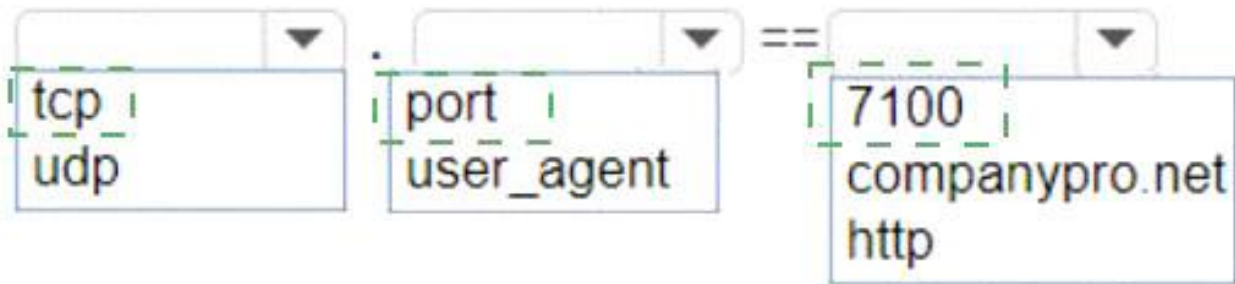 . ==
tcp
udp
port
user_agent
7100
companypro.net
http